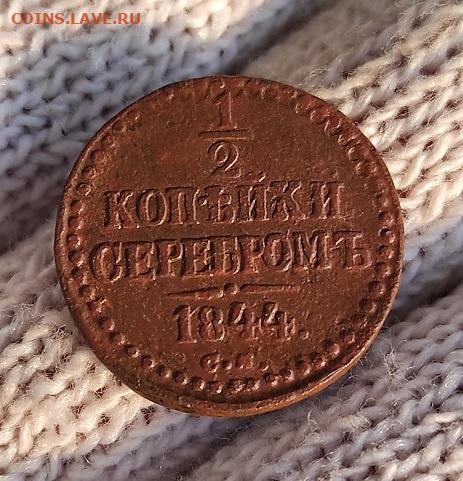 COINS.LAVE.RU
1/2
КОПѢЙКИ
СЕРЕБРОМЪ
1844.
С.М.